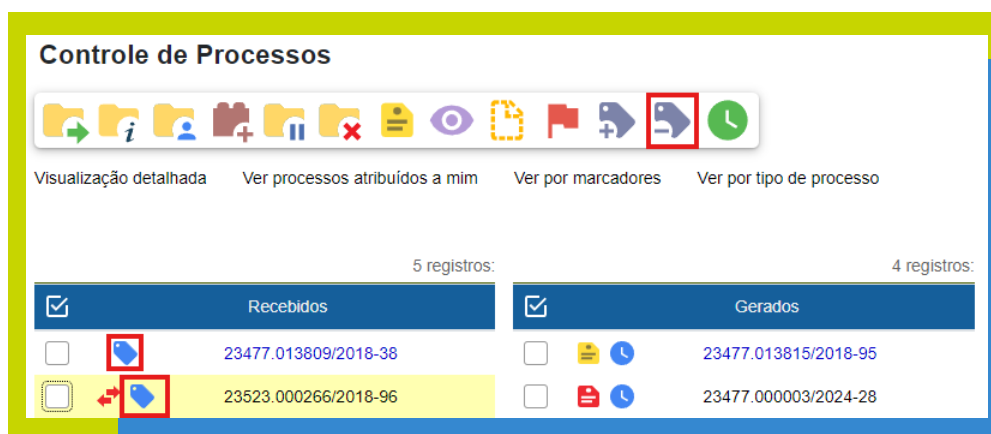 Controle de Processos
Visualização detalhada Ver processos atribuídos a mim Ver por marcadores Ver por tipo de processo
5 registros: 4 registros:
Recebidos Gerados
23477.013809/2018-38 23477.013815/2018-95
23523.000266/2018-96 23477.000003/2024-28